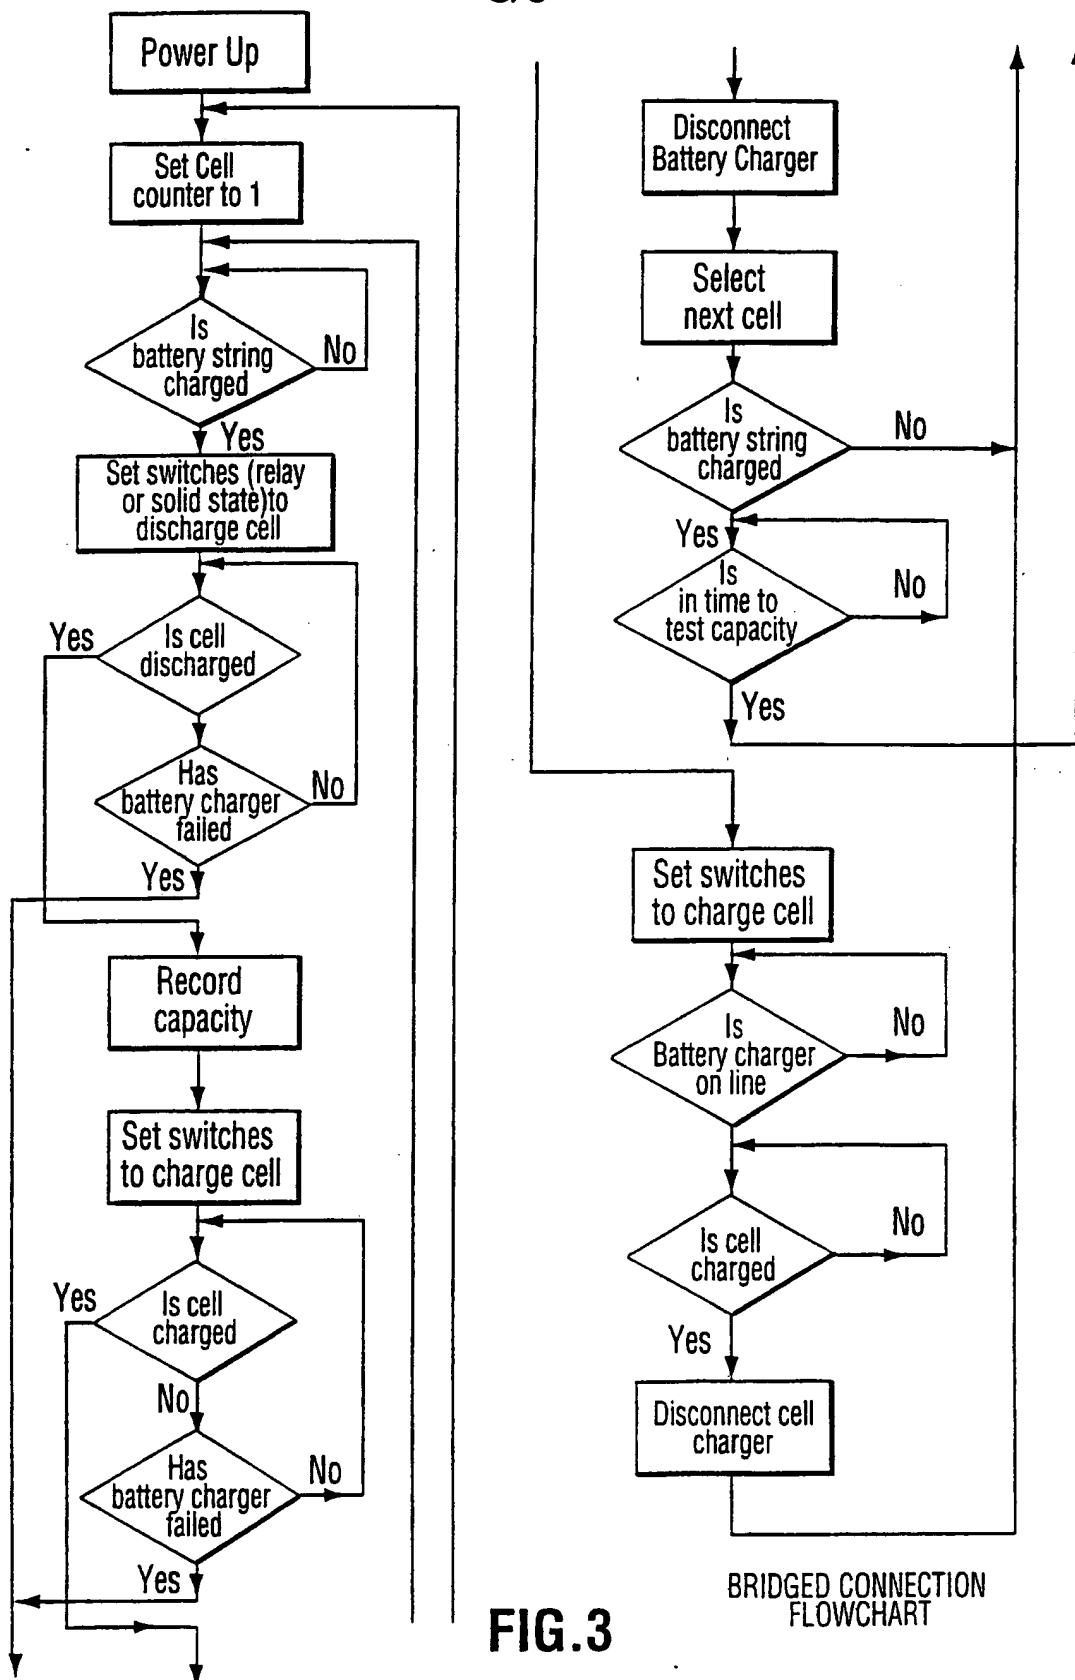 Power Up
Set Cell
counter to 1
Is
battery string
charged
No
Yes
Set switches (relay
or solid state)to
discharge cell
Yes
Is cell
discharged
Has
battery charger
failed
No
Yes
Record
capacity
Set switches
to charge cell
Yes
Is cell
charged
No
Has
battery charger
failed
No
Yes
Disconnect
Battery Charger
Select
next cell
Is
battery string
charged
No
Yes
Is
in time to
test capacity
No
Yes
Set switches
to charge cell
Is
Battery charger
on line
No
Is cell
charged
No
Yes
Disconnect cell
charger
BRIDGED CONNECTION
FLOWCHART
FIG.3